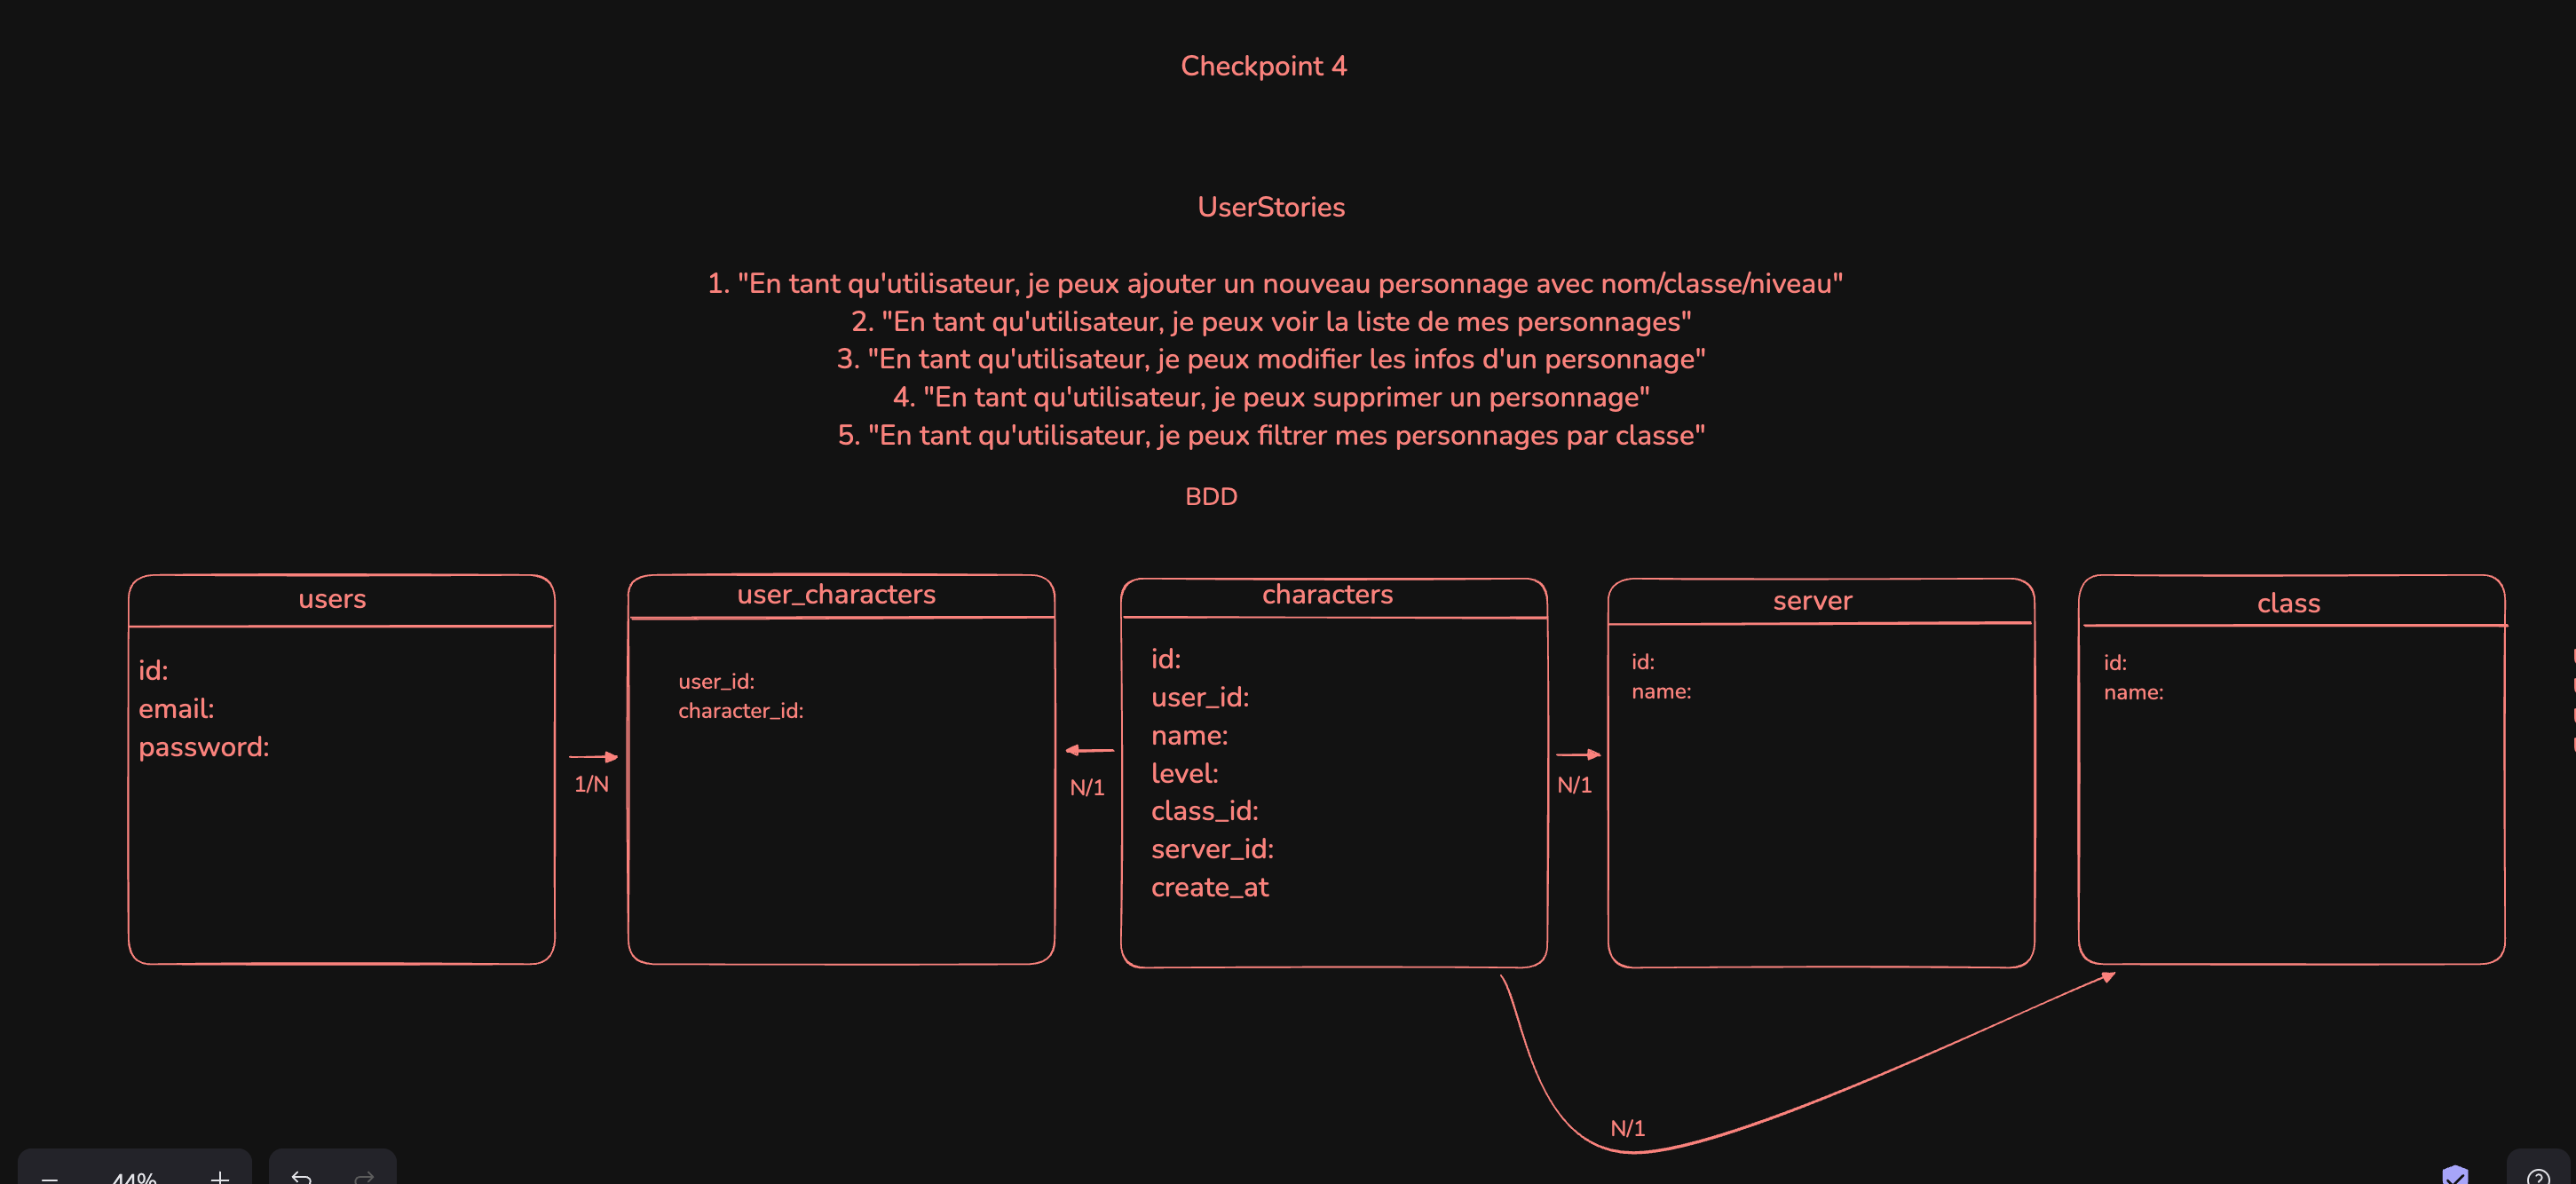 Checkpoint 4
UserStories
1. "En tant qu'utilisateur, je peux ajouter un nouveau personnage avec nom/classe/niveau"
2. "En tant qu'utilisateur, je peux voir la liste de mes personnages"
3. "En tant qu'utilisateur, je peux modifier les infos d'un personnage"
4. "En tant qu'utilisateur, je peux supprimer un personnage"
5. "En tant qu'utilisateur, je peux filtrer mes personnages par classe"
BDD
users
id:
email:
password:
1/N
user_characters
user_id:
character_id:
N/1
characters
id:
user_id:
name:
level:
class_id:
server_id:
create_at
N/1
server
id:
name:
class
id:
name:
N/1
44%